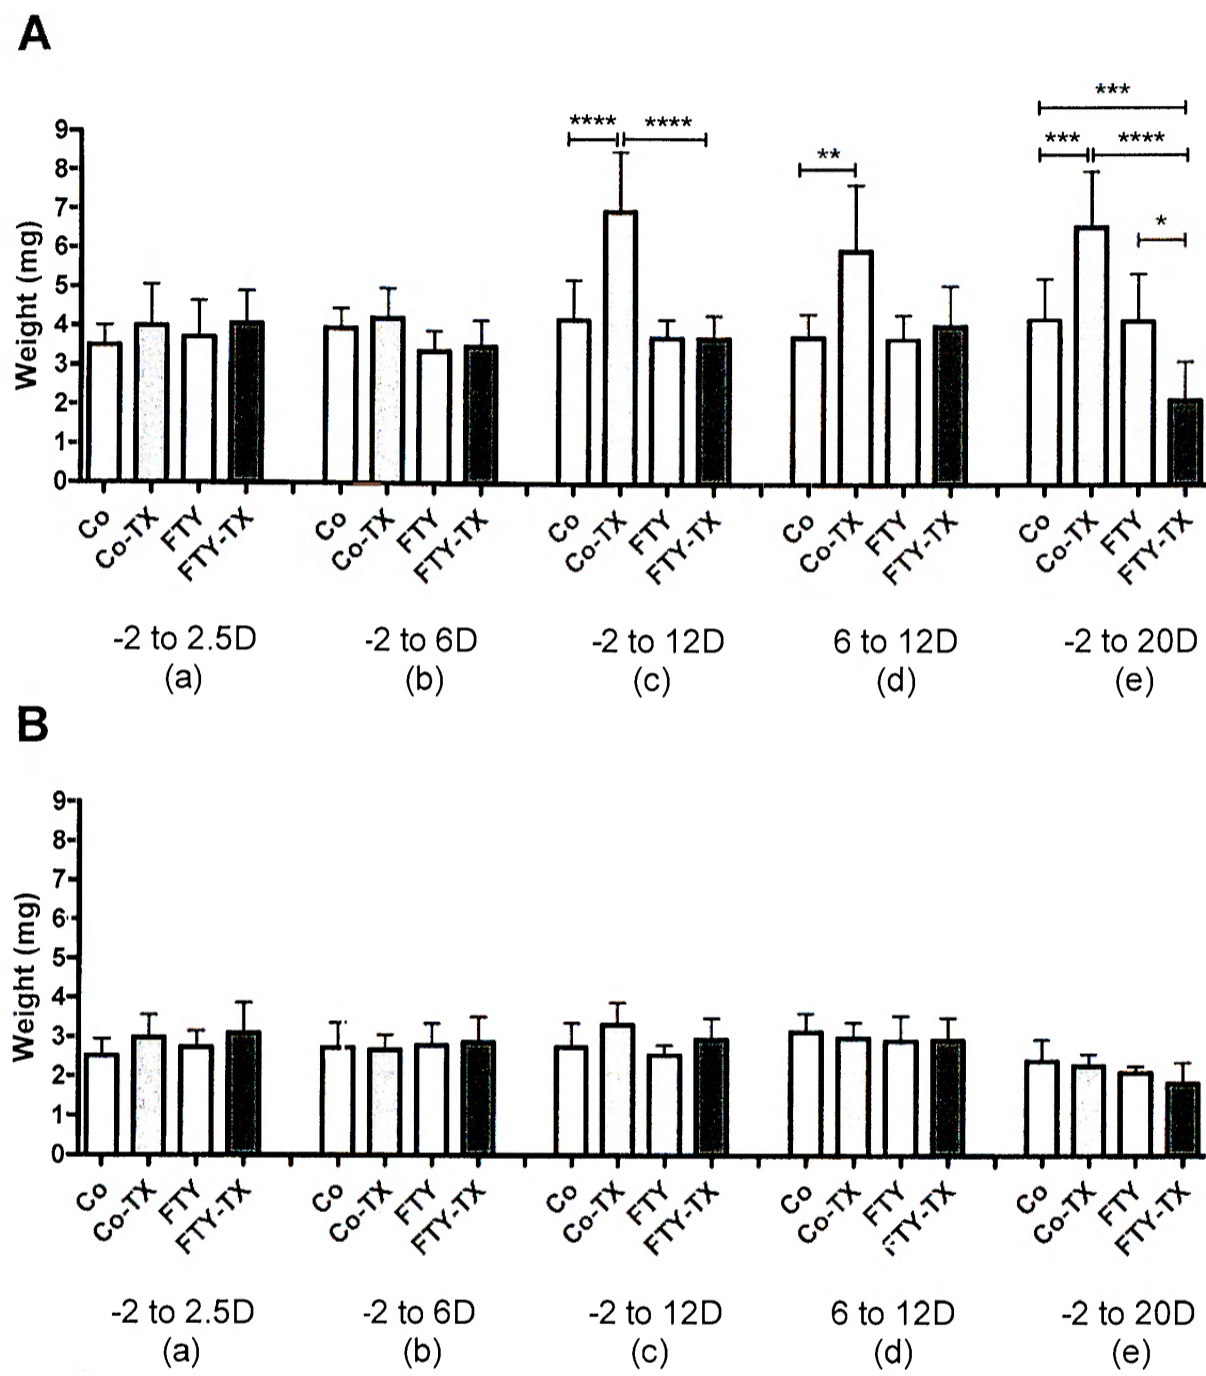 A
***
**** ****
*** ****
**
*
Weight (mg)
9
8
7
6
5
4
3
2
1
0
Co Co-TX FTY FTY-TX Co Co-TX FTY FTY-TX Co Co-TX FTY FTY-TX Co Co-TX FTY FTY-TX Co Co-TX FTY FTY-TX
-2 to 2.5D -2 to 6D -2 to 12D 6 to 12D -2 to 20D
(a) (b) (c) (d) (e)
B
Weight (mg)
9
8
7
6
5
4
3
2
1
0
Co Co-TX FTY FTY-TX Co Co-TX FTY FTY-TX Co Co-TX FTY FTY-TX Co Co-TX FTY FTY-TX Co Co-TX FTY FTY-TX
-2 to 2.5D -2 to 6D -2 to 12D 6 to 12D -2 to 20D
(a) (b) (c) (d) (e)